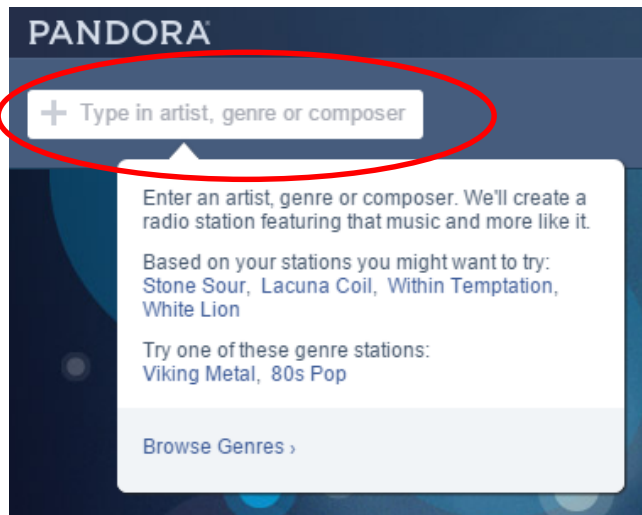 PANDORA
+ Type in artist, genre or composer
Enter an artist, genre or composer. We'll create a
radio station featuring that music and more like it.
Based on your stations you might want to try:
Stone Sour, Lacuna Coil, Within Temptation,
White Lion
Try one of these genre stations:
Viking Metal, 80s Pop
Browse Genres ›